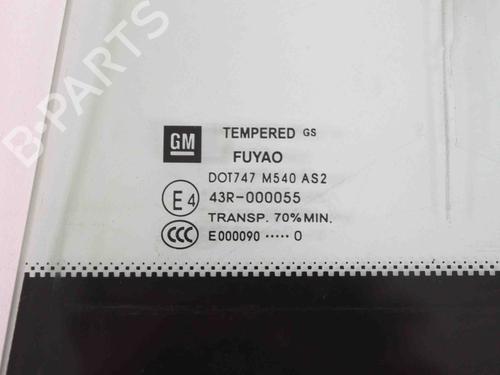 B-PARTS
GM TEMPERED GS
FUYAO
DOT747 M540 AS2
E4 43R-000055
TRANSP. 70% MIN.
CCC E000090 ····· 0